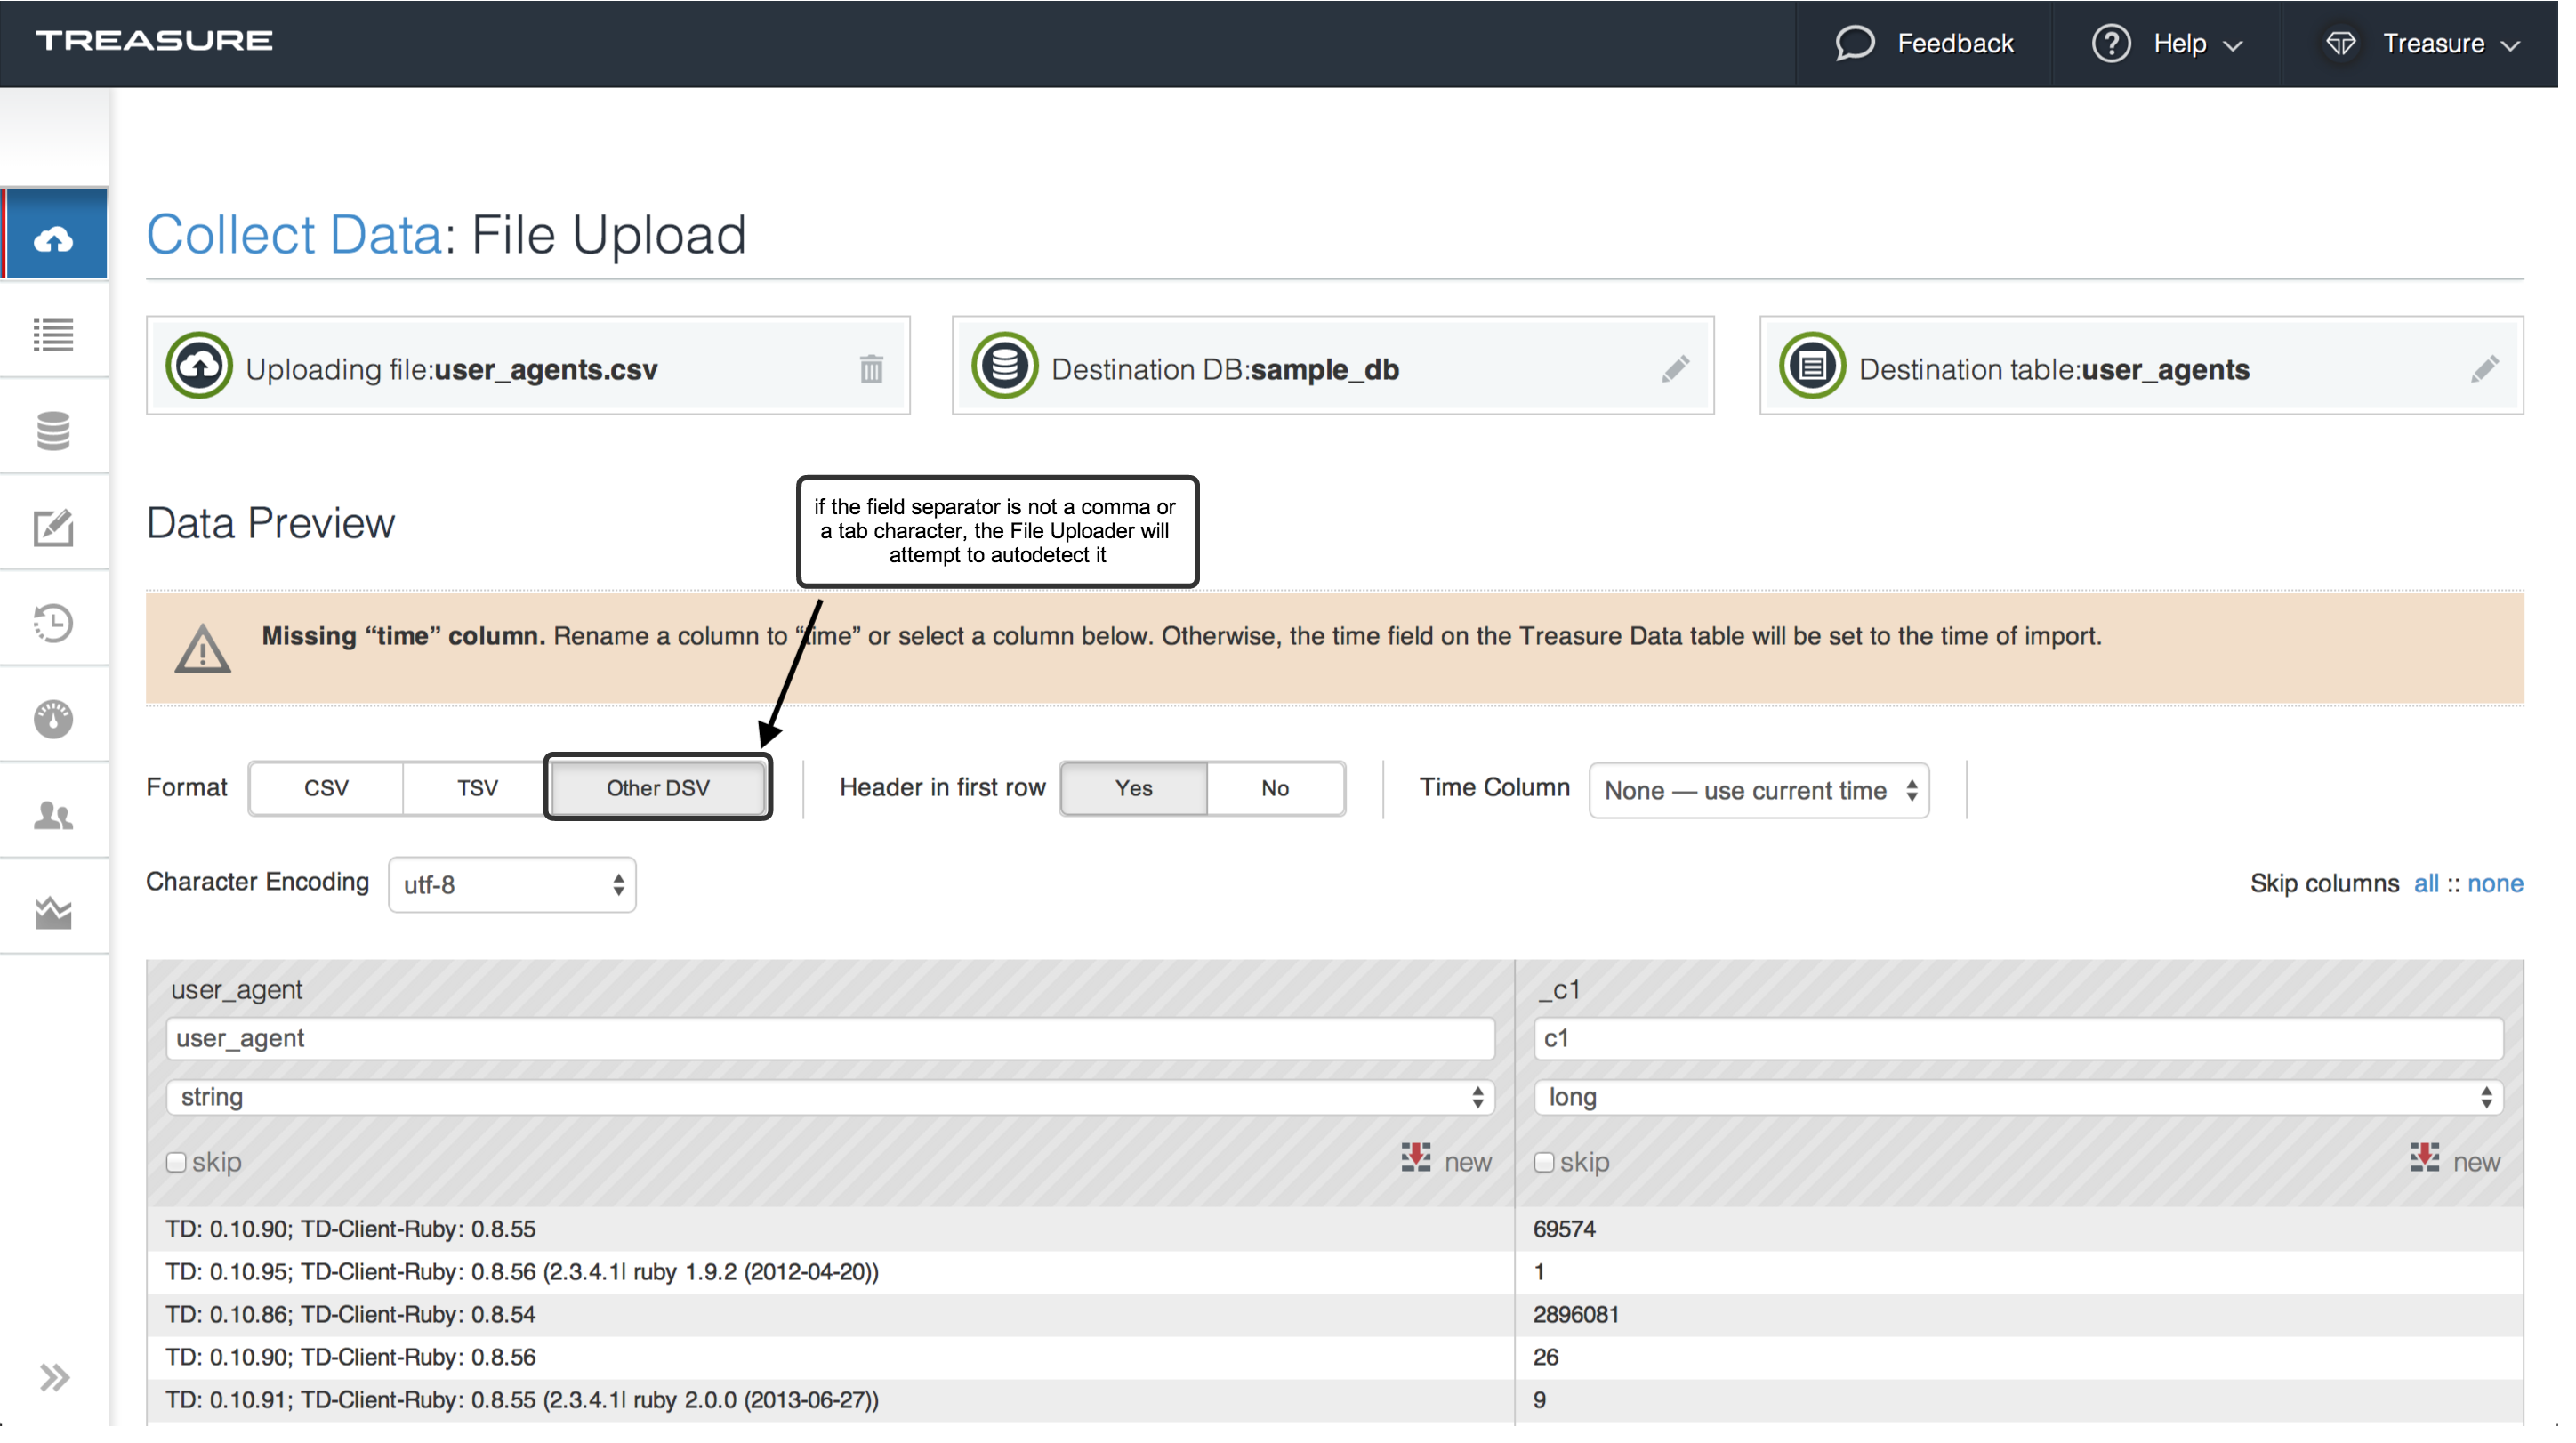 TREASURE
Feedback
Help
Treasure
Collect Data: File Upload
Uploading file:user_agents.csv
Destination DB:sample_db
Destination table:user_agents
Data Preview
if the field separator is not a comma or
a tab character, the File Uploader will
attempt to autodetect it
Missing “time” column. Rename a column to “time” or select a column below. Otherwise, the time field on the Treasure Data table will be set to the time of import.
Format
CSV
TSV
Other DSV
Header in first row
Yes
No
Time Column
None — use current time
Character Encoding
utf-8
Skip columns all :: none
user_agent
_c1
user_agent
c1
string
long
skip
new
skip
new
TD: 0.10.90; TD-Client-Ruby: 0.8.55
69574
TD: 0.10.95; TD-Client-Ruby: 0.8.56 (2.3.4.1| ruby 1.9.2 (2012-04-20))
1
TD: 0.10.86; TD-Client-Ruby: 0.8.54
2896081
TD: 0.10.90; TD-Client-Ruby: 0.8.56
26
TD: 0.10.91; TD-Client-Ruby: 0.8.55 (2.3.4.1| ruby 2.0.0 (2013-06-27))
9